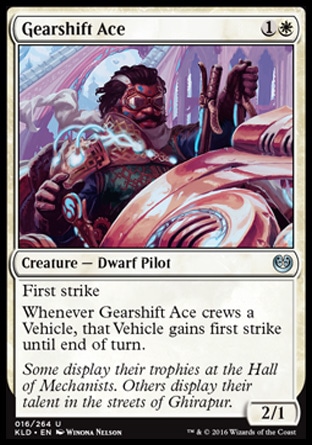 Gearshift Ace 1
Creature — Dwarf Pilot
First strike
Whenever Gearshift Ace crews a
Vehicle, that Vehicle gains first strike
until end of turn.
Some display their trophies at the Hall
of Mechanists. Others display their
talent in the streets of Ghirapur.
2/1
016/264 U
KLD • EN Winona Nelson
™ & © 2016 Wizards of the Coast